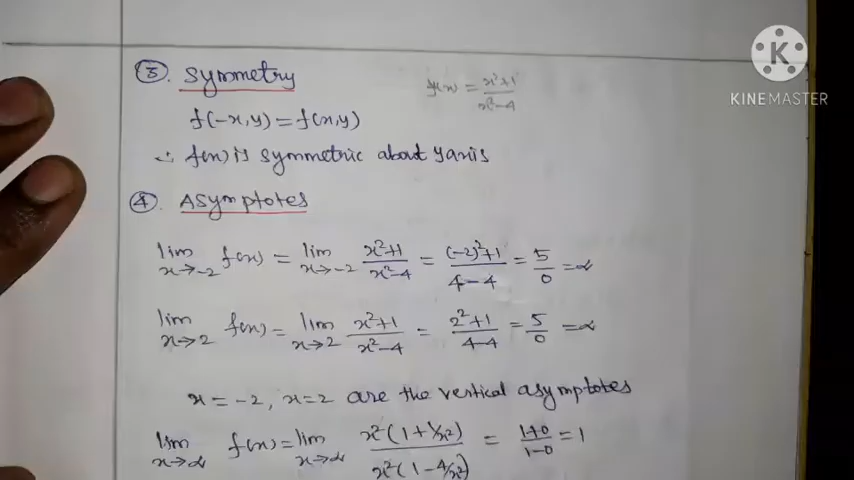 ③. Symmetry
f(x) = x²+1 / x²-4
f(-x,y) = f(x,y)
∴ f(x) is symmetric about y axis
④. Asymptotes
lim x→-2 f(x) = lim x→-2 x²+1 / x²-4 = (-2)²+1 / 4-4 = 5/0 = ∝
lim x→2 f(x) = lim x→2 x²+1 / x²-4 = 2²+1 / 4-4 = 5/0 = ∝
x = -2, x=2 are the vertical asymptotes
lim x→∝ f(x) = lim x→∝ x²(1+1/x²) / x²(1-4/x²) = 1+0 / 1-0 = 1
K
KINEMASTER